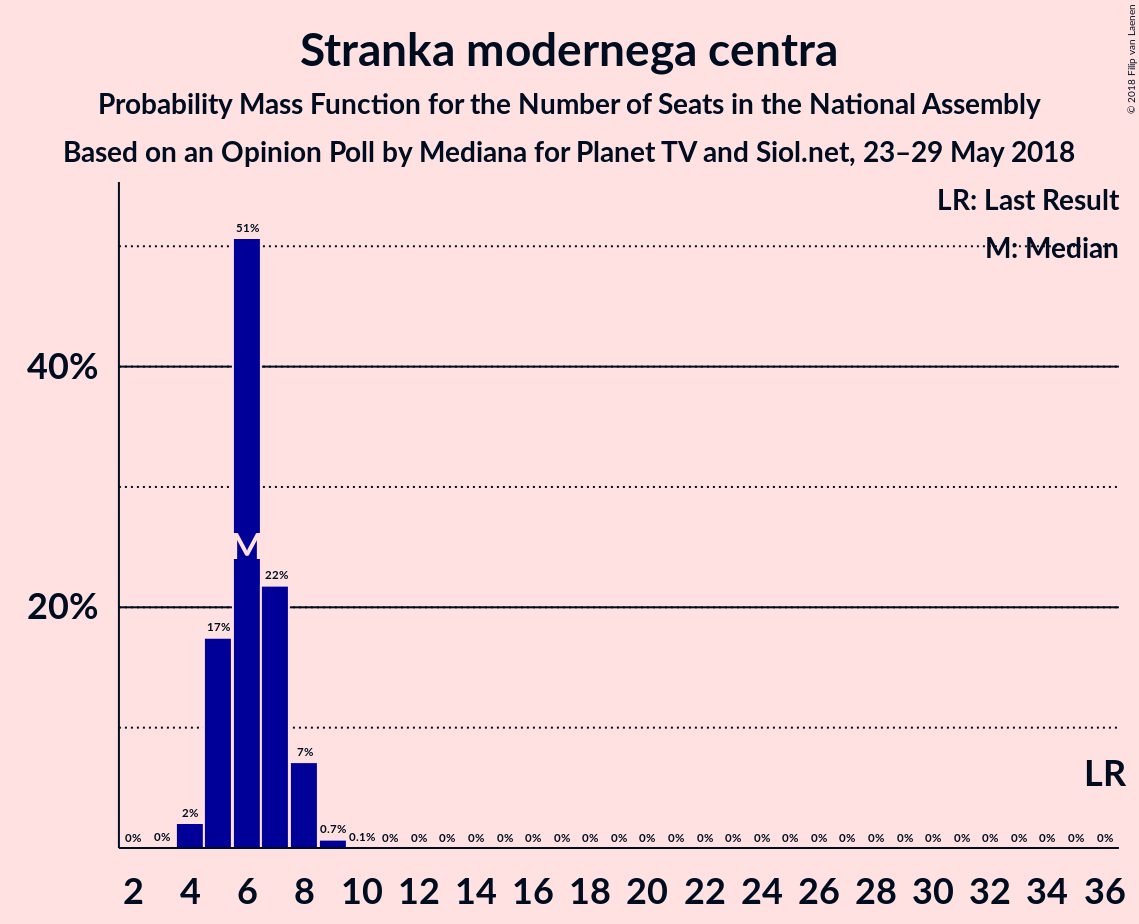 Stranka modernega centra
Probability Mass Function for the Number of Seats in the National Assembly
Based on an Opinion Poll by Mediana for Planet TV and Siol.net, 23–29 May 2018
© 2018 Filip van Laenen
LR: Last Result
M: Median
51%
40%
M
22%
20%
17%
7%
LR
2%
0% 0% 0.7% 0.1% 0% 0% 0% 0% 0% 0% 0% 0% 0% 0% 0% 0% 0% 0% 0% 0% 0% 0% 0% 0% 0% 0% 0% 0% 0% 0%
2 4 6 8 10 12 14 16 18 20 22 24 26 28 30 32 34 36